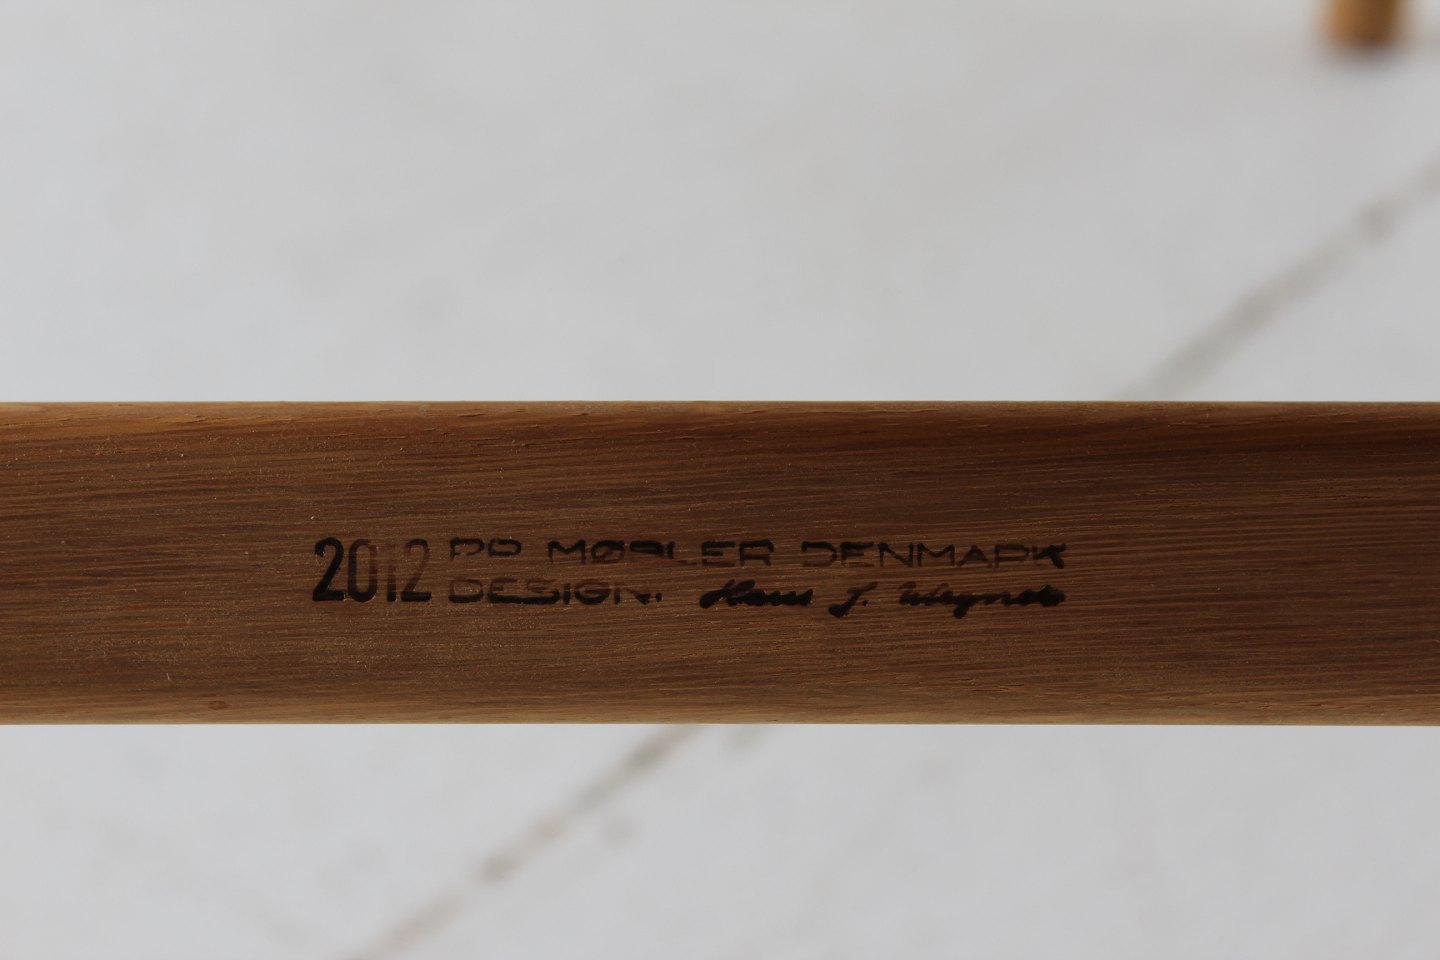 2012 PP MØBLER DENMARK
DESIGN: Hans J. Wegner